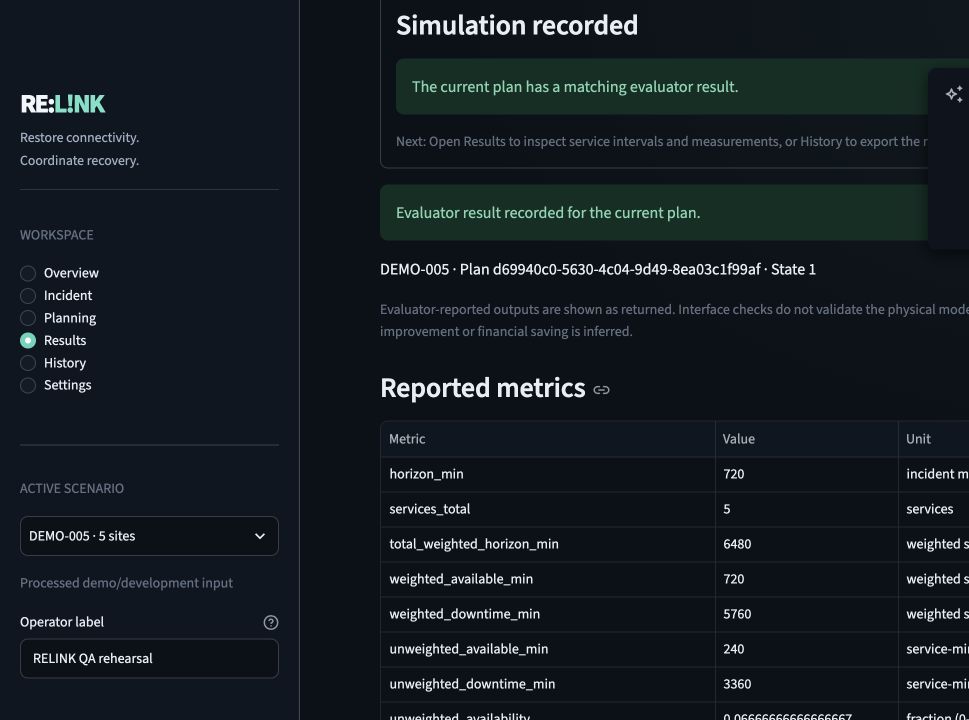 RE:L!NK
Restore connectivity.
Coordinate recovery.
WORKSPACE
Overview
Incident
Planning
Results
History
Settings
ACTIVE SCENARIO
DEMO-005 · 5 sites
Processed demo/development input
Operator label
RELINK QA rehearsal
Simulation recorded
The current plan has a matching evaluator result.
Next: Open Results to inspect service intervals and measurements, or History to export the
Evaluator result recorded for the current plan.
DEMO-005 · Plan d69940c0-5630-4c04-9d49-8ea03c1f99af · State 1
Evaluator-reported outputs are shown as returned. Interface checks do not validate the physical
improvement or financial saving is inferred.
Reported metrics
Metric Value Unit
horizon_min 720 incident
services_total 5 services
total_weighted_horizon_min 6480 weighted
weighted_available_min 720 weighted
weighted_downtime_min 5760 weighted
unweighted_available_min 240
unweighted_downtime_min 3360
unweighted_availability 0.06666666666666667 fraction